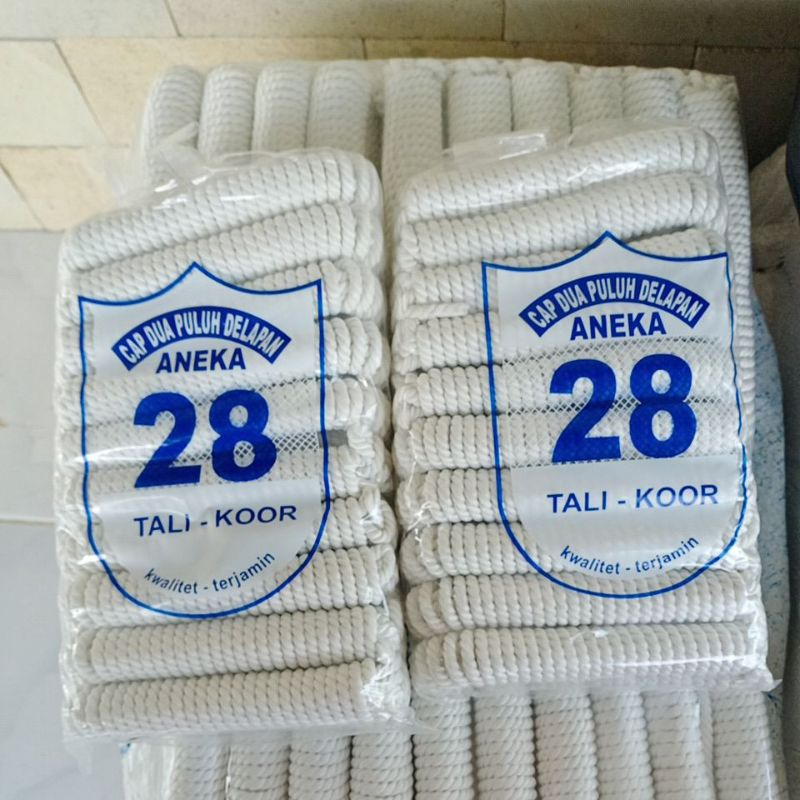 CAP DUA PULUH DELAPAN
ANEKA
28
TALI - KOOR
kwalitet - terjamin
CAP DUA PULUH DELAPAN
ANEKA
28
TALI - KOOR
kwalitet - terjamin